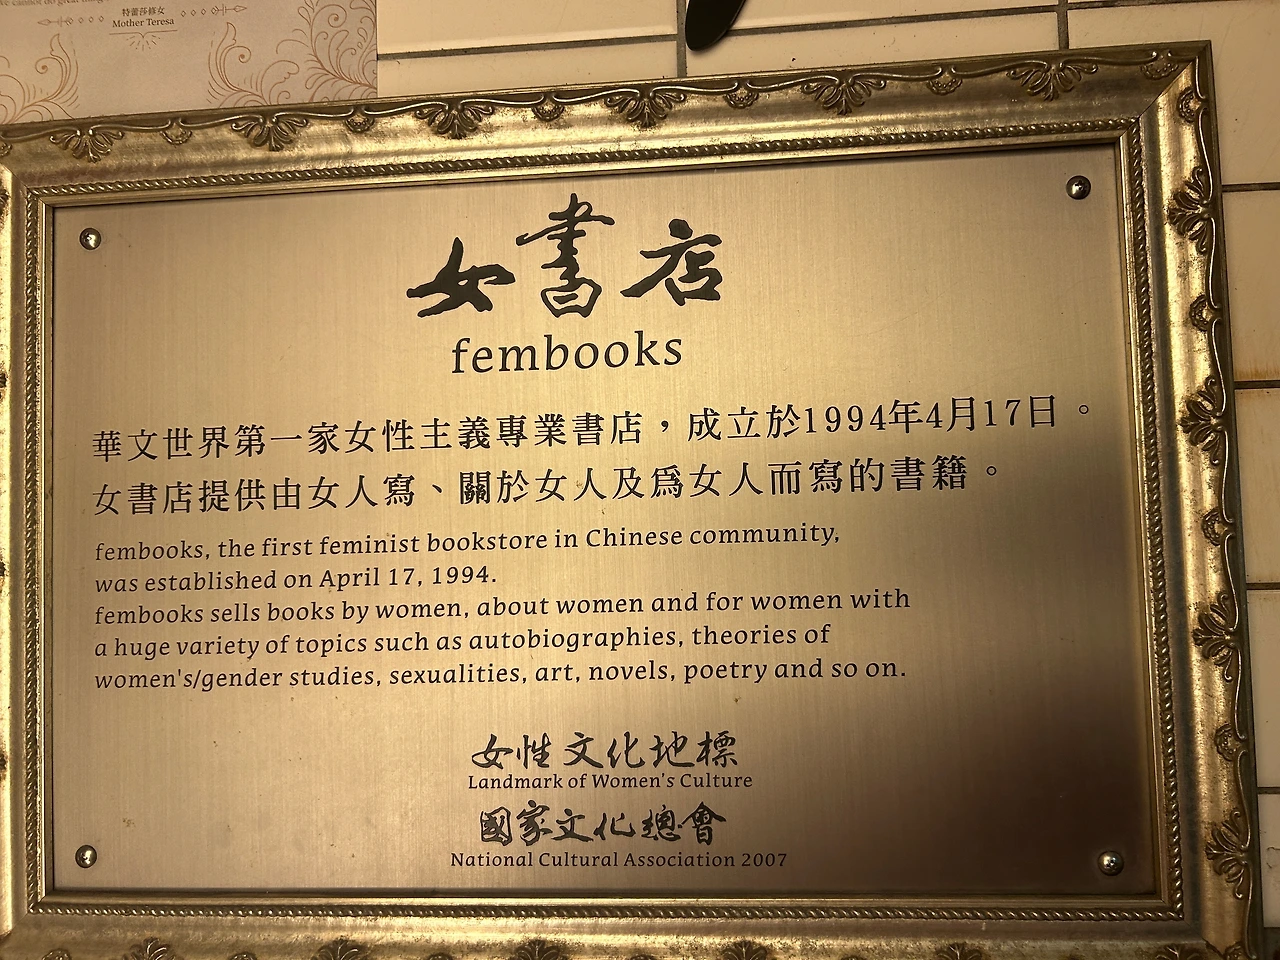 特蕾莎修女
Mother Teresa
女書店
fembooks
華文世界第一家女性主義專業書店，成立於1994年4月17日。
女書店提供由女人寫、關於女人及爲女人而寫的書籍。
fembooks, the first feminist bookstore in Chinese community,
was established on April 17, 1994.
fembooks sells books by women, about women and for women with
a huge variety of topics such as autobiographies, theories of
women's/gender studies, sexualities, art, novels, poetry and so on.
女性文化地標
Landmark of Women's Culture
國家文化總會
National Cultural Association 2007